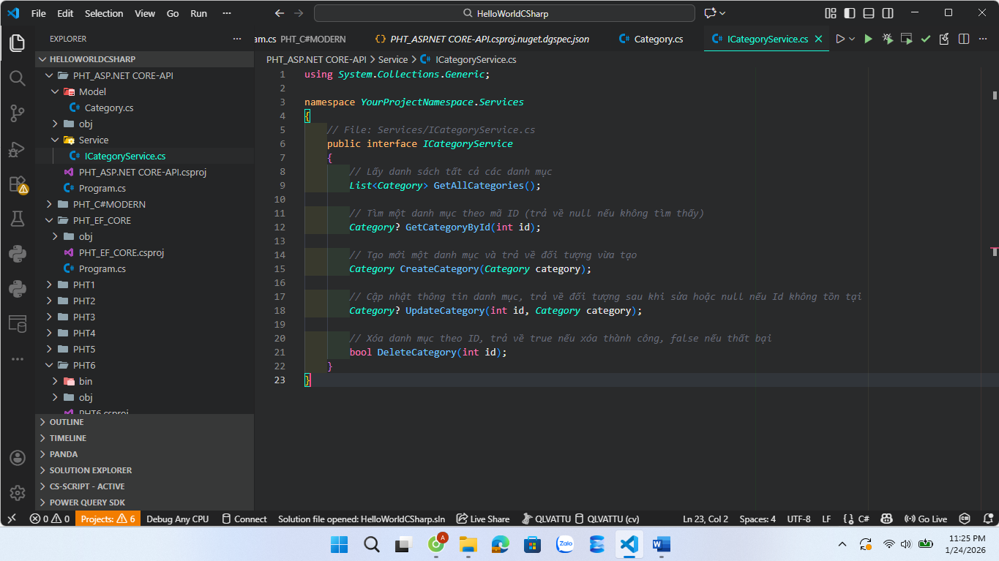 File Edit Selection View Go Run ···
HelloWorldCSharp
EXPLORER
HELLOWORLDCSHARP
PHT_ASP.NET CORE-API
Model
Category.cs
obj
Service
ICategoryService.cs
PHT_ASP.NET CORE-API.csproj
Program.cs
PHT_C#MODERN
PHT_EF_CORE
obj
PHT_EF_CORE.csproj
Program.cs
PHT1
PHT2
PHT3
PHT4
PHT5
PHT6
bin
obj
PHT6.csproj
OUTLINE
TIMELINE
PANDA
SOLUTION EXPLORER
CS-SCRIPT - ACTIVE
POWER QUERY SDK
am.cs PHT_C#MODERN {} PHT_ASP.NET CORE-API.csproj.nuget.dgspec.json C# Category.cs C# ICategoryService.cs
PHT_ASP.NET CORE-API > Service > C# ICategoryService.cs
1 using System.Collections.Generic;
2
3 namespace YourProjectNamespace.Services
4 {
5 // File: Services/ICategoryService.cs
6 public interface ICategoryService
7 {
8 // Lấy danh sách tất cả các danh mục
9 List<Category> GetAllCategories();
10
11 // Tìm một danh mục theo mã ID (trả về null nếu không tìm thấy)
12 Category? GetCategoryById(int id);
13
14 // Tạo mới một danh mục và trả về đối tượng vừa tạo
15 Category CreateCategory(Category category);
16
17 // Cập nhật thông tin danh mục, trả về đối tượng sau khi sửa hoặc null nếu Id không tồn tại
18 Category? UpdateCategory(int id, Category category);
19
20 // Xóa danh mục theo ID, trả về true nếu xóa thành công, false nếu thất bại
21 bool DeleteCategory(int id);
22 }
23 }
0 0 Projects: 6 Debug Any CPU Connect Solution file opened: HelloWorldCSharp.sln Live Share QLVATTU QLVATTU (cv) Ln 23, Col 2 Spaces: 4 UTF-8 LF {} C# Go Live
A
Zalo
11:25 PM
1/24/2026